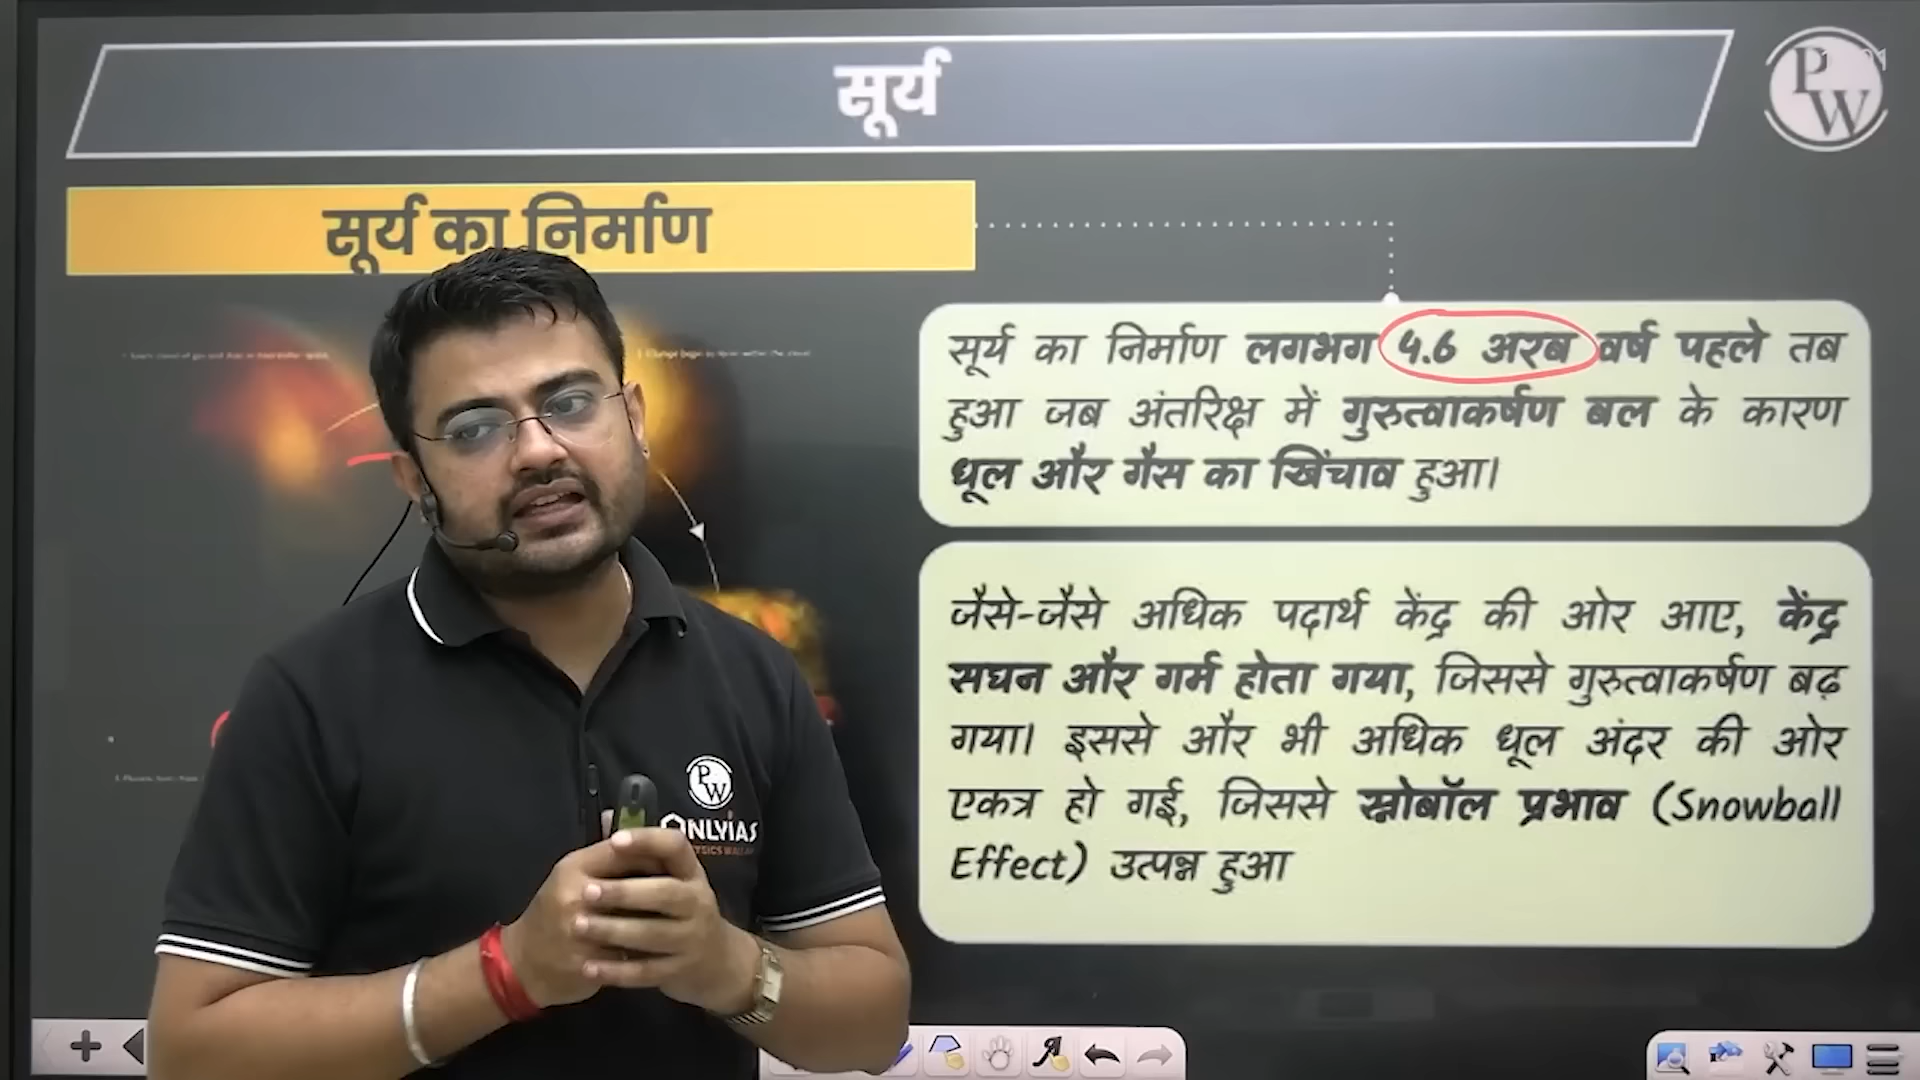 सूर्य
PW
सूर्य का निर्माण
सूर्य का निर्माण लगभग 4.6 अरब वर्ष पहले तब
हुआ जब अंतरिक्ष में गुरुत्वाकर्षण बल के कारण
धूल और गैस का खिंचाव हुआ।
जैसे-जैसे अधिक पदार्थ केंद्र की ओर आए, केंद्र
सघन और गर्म होता गया, जिससे गुरुत्वाकर्षण बढ़
गया। इससे और भी अधिक धूल अंदर की ओर
एकत्र हो गई, जिससे स्नोबॉल प्रभाव (Snowball
Effect) उत्पन्न हुआ
PW
ONLYIAS